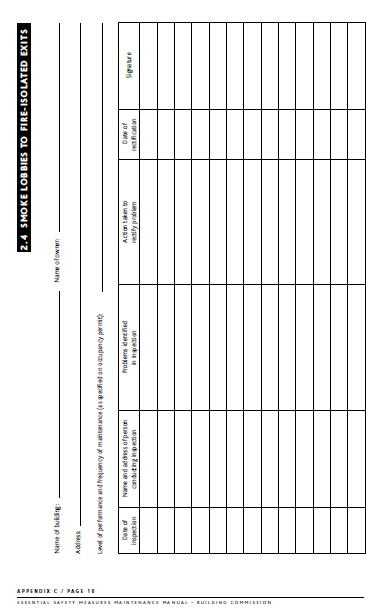 2.4 SMOKE LOBBIES TO FIRE-ISOLATED EXITS
Name of building: Name of owner:
Address:
Level of performance and frequency of maintenance (as specified on occupancy permit):
Date of
inspection
Name and address of person
conducting inspection
Problems identified
in inspection
Action taken to
rectify problem
Date of
rectification
Signature
APPENDIX C / PAGE 10
ESSENTIAL SAFETY MEASURES MAINTENANCE MANUAL • BUILDING COMMISSION